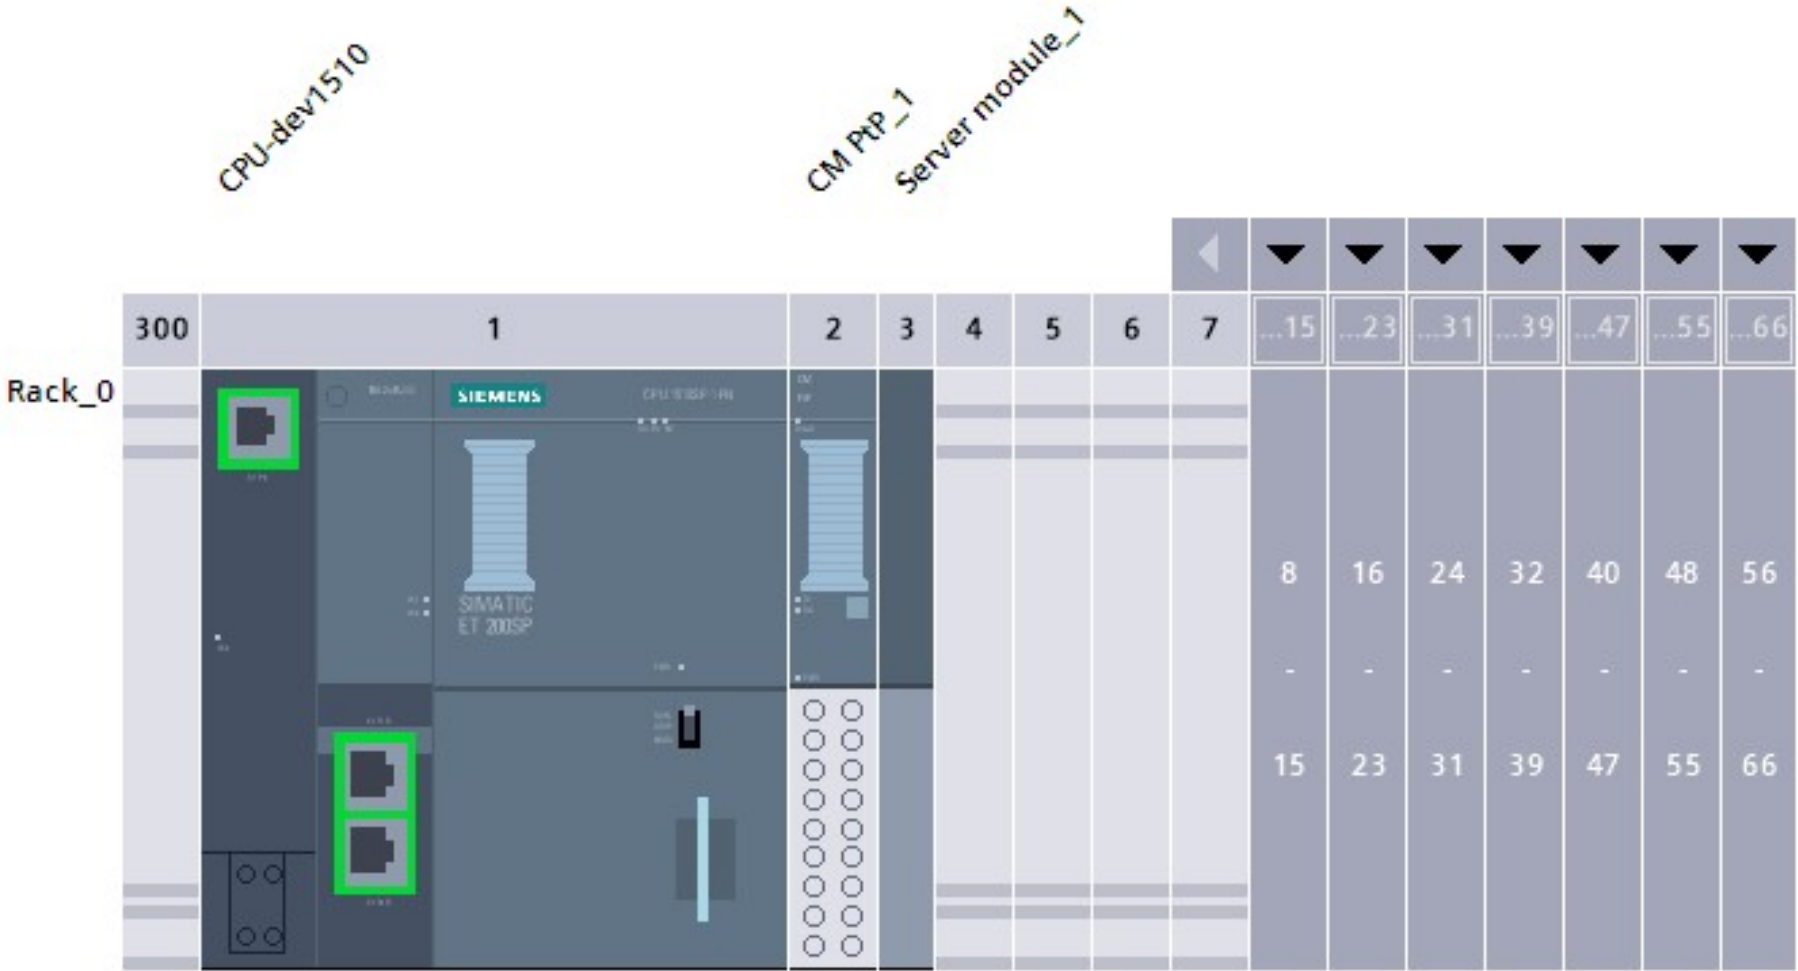 CPU-dev1510
CM PtP_1
Server module_1
300 1 2 3 4 5 6 7 ...15 ...23 ...31 ...39 ...47 ...55 ...66
Rack_0
SIEMENS
SIMATIC
ET 200SP
8 16 24 32 40 48 56
- - - - - - -
15 23 31 39 47 55 66